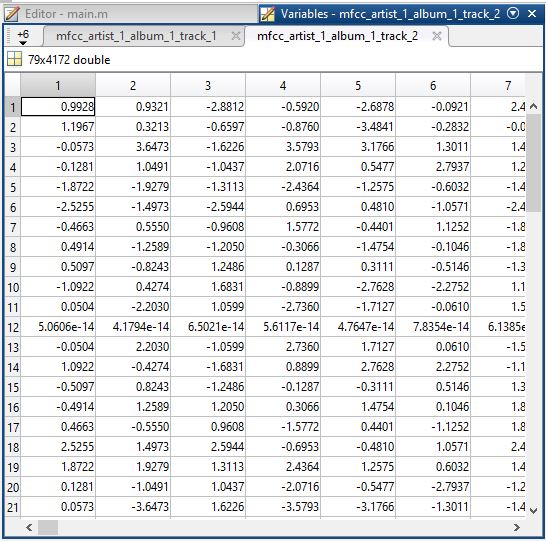 Editor - main.m Variables - mfcc_artist_1_album_1_track_2
+6 mfcc_artist_1_album_1_track_1 mfcc_artist_1_album_1_track_2
79x4172 double
1 2 3 4 5 6 7
1 0.9928 0.9321 -2.8812 -0.5920 -2.6878 -0.0921 2.4
2 1.1967 0.3213 -0.6597 -0.8760 -3.4841 -0.2832 -0.0
3 -0.0573 3.6473 -1.6226 3.5793 3.1766 1.3011 1.4
4 -0.1281 1.0491 -1.0437 2.0716 0.5477 2.7937 1.2
5 -1.8722 -1.9279 -1.3113 -2.4364 -1.2575 -0.6032 -1.4
6 -2.5255 -1.4973 -2.5944 0.6953 0.4810 -1.0571 -2.4
7 -0.4663 0.5550 -0.9608 1.5772 -0.4401 1.1252 -1.8
8 0.4914 -1.2589 -1.2050 -0.3066 -1.4754 -0.1046 -1.8
9 0.5097 -0.8243 1.2486 0.1287 0.3111 -0.5146 -1.3
10 -1.0922 0.4274 1.6831 -0.8899 -2.7628 -2.2752 1.1
11 0.0504 -2.2030 1.0599 -2.7360 -1.7127 -0.0610 1.5
12 5.0606e-14 4.1794e-14 6.5021e-14 5.6117e-14 4.7647e-14 7.8354e-14 6.1385e
13 -0.0504 2.2030 -1.0599 2.7360 1.7127 0.0610 -1.5
14 1.0922 -0.4274 -1.6831 0.8899 2.7628 2.2752 -1.1
15 -0.5097 0.8243 -1.2486 -0.1287 -0.3111 0.5146 1.3
16 -0.4914 1.2589 1.2050 0.3066 1.4754 0.1046 1.8
17 0.4663 -0.5550 0.9608 -1.5772 0.4401 -1.1252 1.8
18 2.5255 1.4973 2.5944 -0.6953 -0.4810 1.0571 2.4
19 1.8722 1.9279 1.3113 2.4364 1.2575 0.6032 1.4
20 0.1281 -1.0491 1.0437 -2.0716 -0.5477 -2.7937 -1.2
21 0.0573 -3.6473 1.6226 -3.5793 -3.1766 -1.3011 -1.4